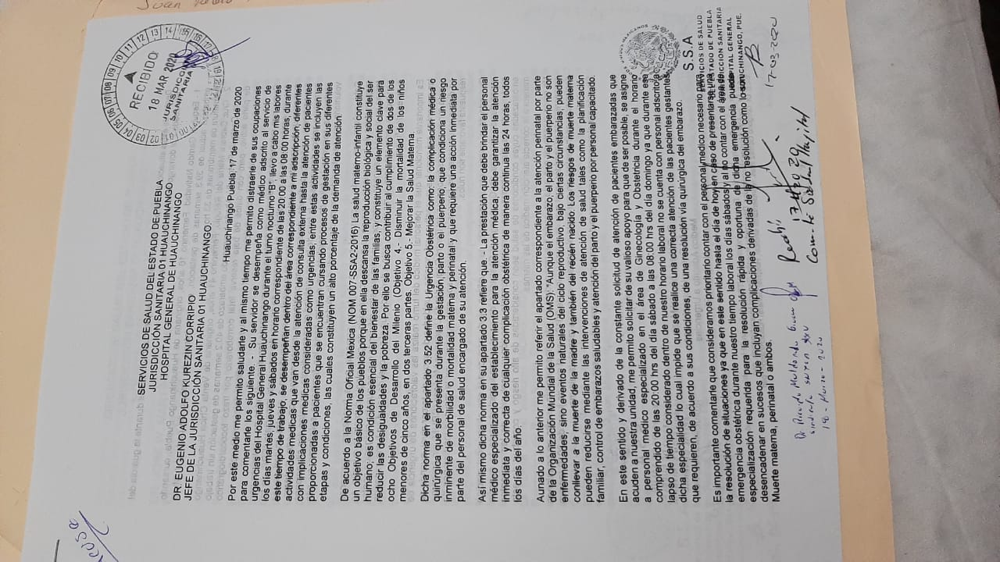 Juan
Acuse
RECIBIDO
18 MAR 2020
JURISDICCION
SANITARIA
SERVICIOS DE SALUD DEL ESTADO DE PUEBLA
JURISDICCIÓN SANITARIA 01 HUAUCHINANGO
HOSPITAL GENERAL DE HUAUCHINANGO
DR EUGENIO ADOLFO KUREZIN CORRIPIO
JEFE DE LA JURISDICCIÓN SANITARIA 01 HUAUCHINANGO:
Huauchinango Puebla, 17 de marzo de 2020
Por este medio me permito saludarte y al mismo tiempo me permito distraerle de sus ocupaciones
para comentarle los siguiente. - Su servidor se desempeña como médico adscrito al servicio de
urgencias del Hospital General Huauchinango durante el turno nocturno "B", llevo a cabo mis labores
los días martes, jueves y sábados en horario correspondiente de las 20:00 a las 08:00 horas, durante
este tiempo de trabajo, se desempeñan dentro del área correspondiente a mi adscripción, diferentes
actividades medicas que van desde la atención de consulta externa hasta la atención de pacientes
con implicaciones medicas consideradas como urgencias, entre estas actividades se incluyen las
proporcionadas a pacientes que se encuentran cursando procesos de gestación en sus diferentes
etapas y condiciones, las cuales constituyen un alto porcentaje de la demanda de atención.
De acuerdo a la Norma Oficial Mexica (NOM 007-SSA2-2016) La salud materno-infantil constituye
un objetivo básico de los pueblos porque en ella descansa la reproducción biológica y social del ser
humano; es condición esencial del bienestar de las familias, y constituye un elemento clave para
reducir las desigualdades y la pobraza. Por ello se busca contribuir al cumplimiento de dos de los
ocho Objetivos de Desarrollo del Milenio (Objetivo 4.- Disminuir la mortalidad de los niños
menores de cinco años, en dos terceras partes. Objetivo 5.- Mejorar la Salud Materna.
Dicha norma en el apartado 3.52 define la Urgencia Obstétrica como: la complicación médica o
quirúrgica que se presenta durante la gestación, parto o el puerperio, que condiciona un riesgo
inminente de morbilidad o mortalidad materna y perinatal y que requiere una acción inmediata por
parte del personal de salud encargado de su atención.
Así mismo dicha norma en su apartado 3.3 refiere que. - La prestación que debe brindar el personal
médico especializado del establecimiento para la atención médica, debe garantizar la atención
inmediata y correcta de cualquier complicación obstétrica de manera continua las 24 horas, todos
los días del año.
Aunado a lo anterior me permito referir el apartado correspondiente a la atención perinatal por parte
de la Organización Mundial de la Salud (OMS): "Aunque el embarazo, el parto y el puerperio no son
enfermedades, sino eventos naturales del ciclo reproductivo, bajo ciertas circunstancias, pueden
conllevar a la muerte de la madre y también del recién nacido. Los riesgos de muerte materna
pueden reducirse mediante las intervenciones de atención de salud tales como la planificación
familiar, control de embarazos saludables y atención del parto y el puerperio por personal capacitado.
En este sentido y derivado de la constante solicitud de atención de pacientes embarazadas que
acuden a nuestra unidad, me permito solicitar de su valioso apoyo para que de ser posible, se asigne
a personal medico especializado en el área de Ginecología y Obstetricia durante el horario
comprendido de las 20:00 hrs del día sábado a las 08:00 hrs del día domingo ya que durante ese
lapso de tiempo considerado dentro de nuestro horario laboral no se cuenta con personal adscrito a
dicha especialidad lo cual impide que se realice una correcta atención de las pacientes gestantes
que requieren, de acuerdo a sus condiciones, de una resolución vía quirúrgica del embarazo.
Es importante comentarte que consideramos prioritario contar con el personal medico necesario para
la resolución de situaciones ya que en este sentido hasta el día de hoy en caso de presentarse una
emergencia obstétrica durante nuestro tiempo laboral los días sábados y al no contar con el área de
especialización requerida para la resolución rápida y oportuna de dicha emergencia puede
desencadenar en sucesos que incluyan complicaciones derivadas de la no resolución como lo son:
Muerte materna, perinatal o ambos.
S.S.A
SERVICIOS DE SALUD
DEL ESTADO DE PUEBLA
JURISDICCION SANITARIA
HOSPITAL GENERAL
HUAUCHINANGO, PUE.
17-03-2020
Recibí
Dr Ricardo
18-Marzo-2020